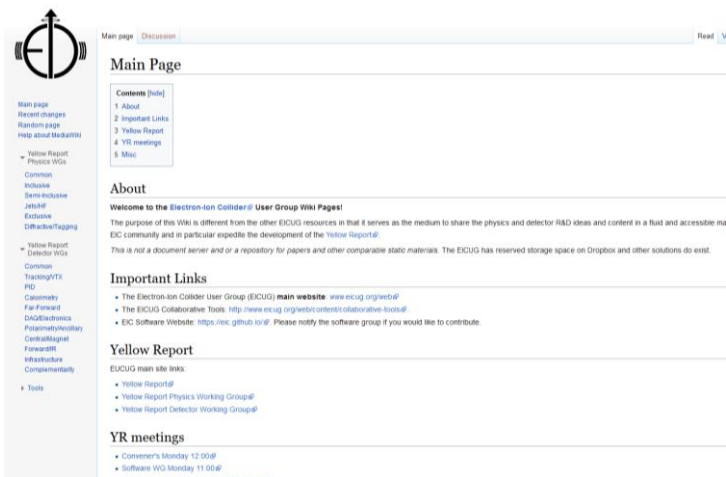 Main page Discussion Read
Main Page
Contents [hide]
1 About
2 Important Links
3 Yellow Report
4 YR meetings
5 Misc
Main page
Recent changes
Random page
Help about MediaWiki
Yellow Report
Physics WGs
Common
Inclusive
Semi-Inclusive
Jets/HF
Exclusive
Diffractive/Tagging
Yellow Report
Detector WGs
Common
Tracking/VTX
PID
Calorimetry
Far-Forward
DAQ/Electronics
Polarimetry/Ancillary
Central/Magnet
Forward/IR
Infrastructure
Complementarity
Tools
About
Welcome to the Electron-Ion Collider User Group Wiki Pages!
The purpose of this Wiki is different from the other EICUG resources in that it serves as the medium to share the physics and detector R&D ideas and content in a fluid and accessible ma
EIC community and in particular expedite the development of the Yellow Report.
This is not a document server and or a repository for papers and other comparable static materials. The EICUG has reserved storage space on Dropbox and other solutions do exist.
Important Links
• The Electron-Ion Collider User Group (EICUG) main website: www.eicug.org/web
• The EICUG Collaborative Tools: http://www.eicug.org/web/content/collaborative-tools.
• EIC Software Website: https://eic.github.io/. Please notify the software group if you would like to contribute.
Yellow Report
EUCUG main site links:
• Yellow Report
• Yellow Report Physics Working Group
• Yellow Report Detector Working Group
YR meetings
• Convener's Monday 12:00
• Software WG Monday 11:00